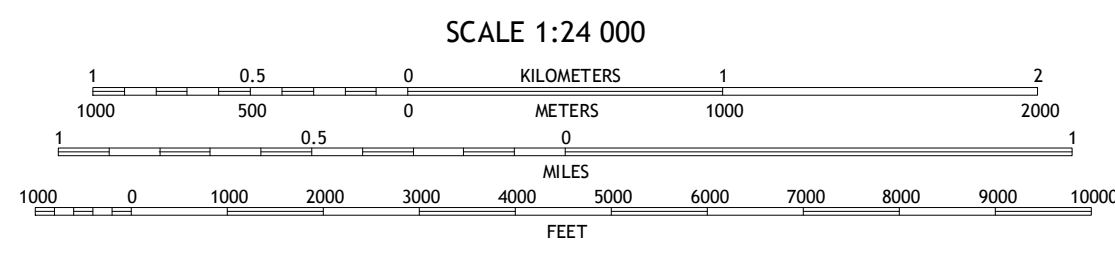 SCALE 1:24 000
1 0.5 0 KILOMETERS 1 2
1000 500 0 METERS 1000 2000
1 0.5 0 1
MILES
1000 0 1000 2000 3000 4000 5000 6000 7000 8000 9000 10000
FEET